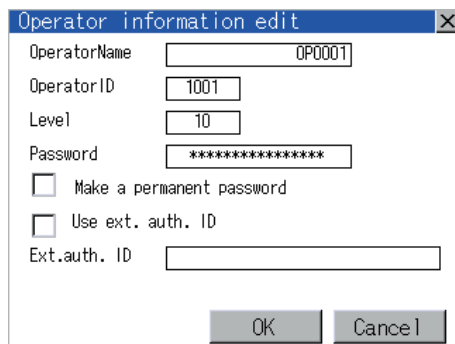 Operator information edit
OperatorName OP0001
OperatorID 1001
Level 10
Password ****************
Make a permanent password
Use ext. auth. ID
Ext.auth. ID
OK Cancel